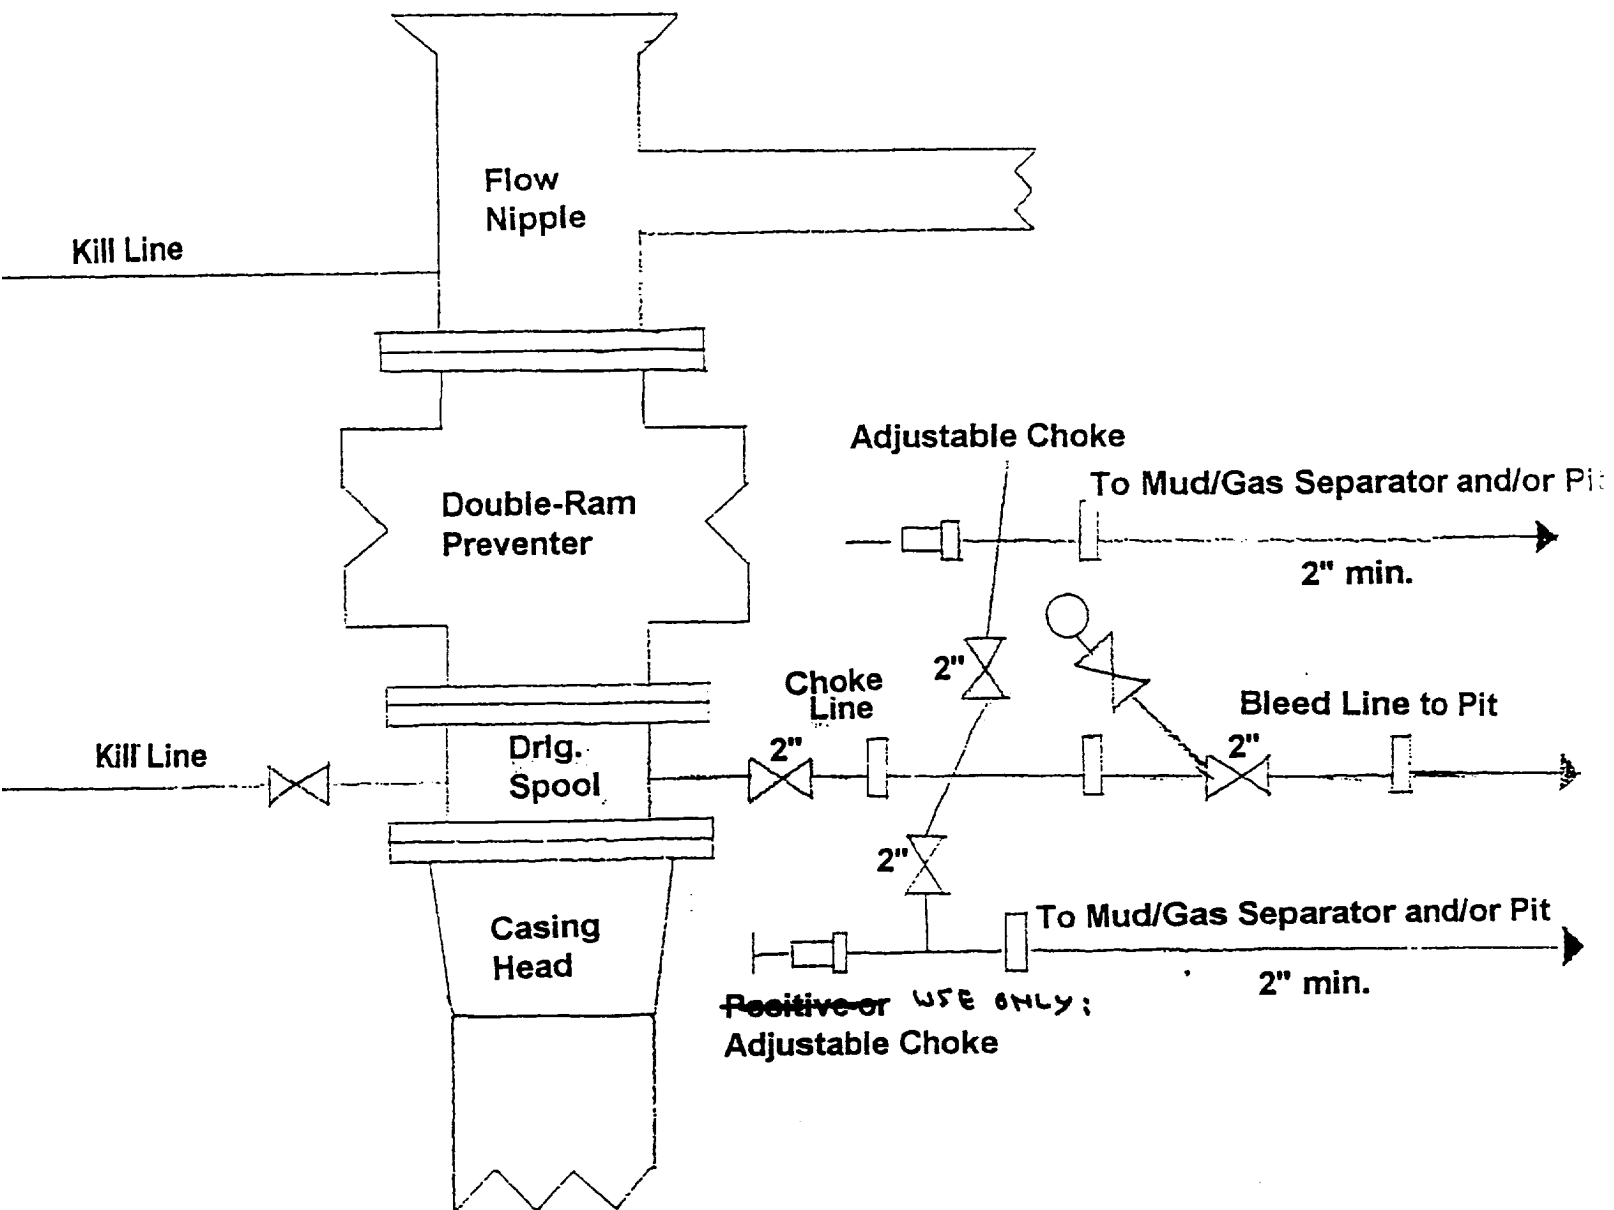 Flow
Nipple
Kill Line
Adjustable Choke
To Mud/Gas Separator and/or Pit
Double-Ram
Preventer
2" min.
2"
Choke
Line
Bleed Line to Pit
Kill Line
Drlg.
Spool
2"
2"
2"
Casing
Head
To Mud/Gas Separator and/or Pit
2" min.
Positive or USE ONLY:
Adjustable Choke